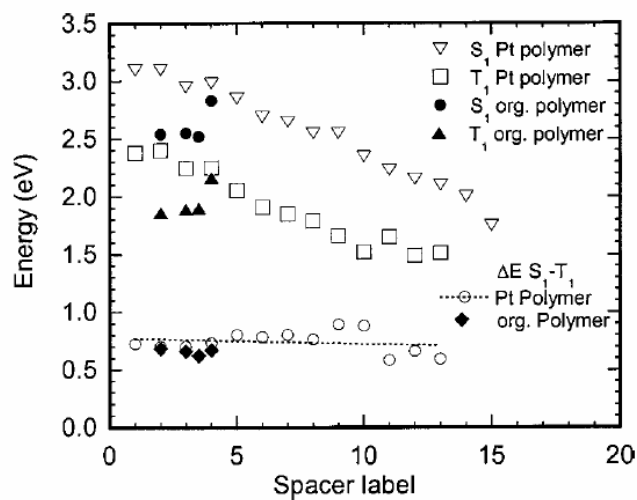 3.5
3.0
2.5
2.0
1.5
1.0
0.5
0.0
Energy (eV)
S1 Pt polymer
T1 Pt polymer
S1 org. polymer
T1 org. polymer
ΔE S1-T1
Pt Polymer
org. Polymer
0 5 10 15 20
Spacer label